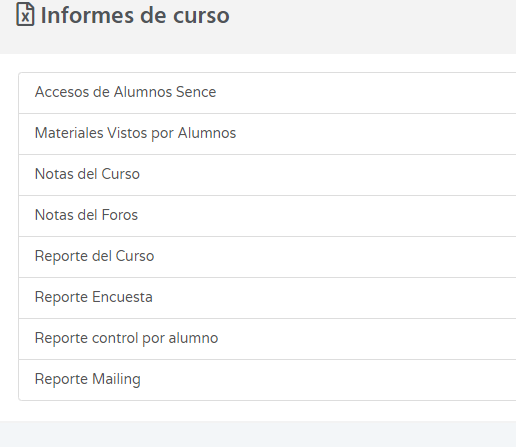 Informes de curso
Accesos de Alumnos Sence
Materiales Vistos por Alumnos
Notas del Curso
Notas del Foros
Reporte del Curso
Reporte Encuesta
Reporte control por alumno
Reporte Mailing